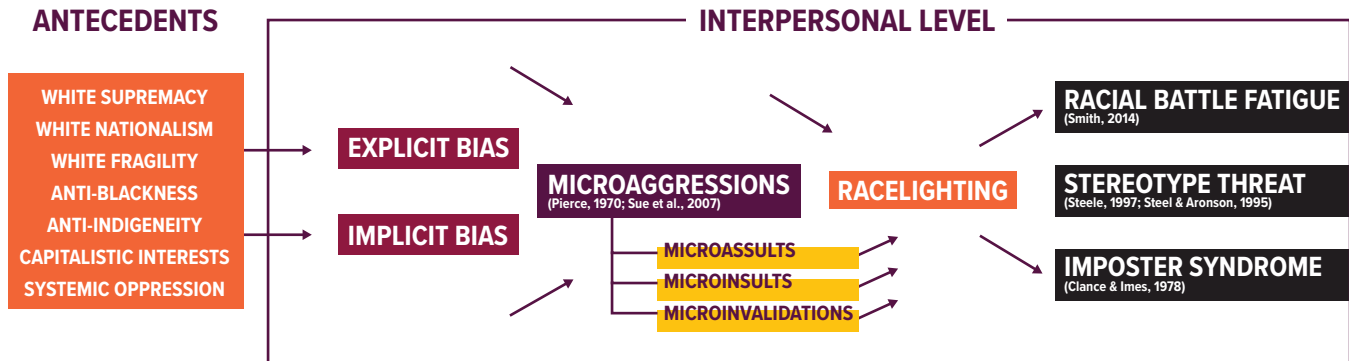 ANTECEDENTS
INTERPERSONAL LEVEL
WHITE SUPREMACY
WHITE NATIONALISM
WHITE FRAGILITY
ANTI-BLACKNESS
ANTI-INDIGENEITY
CAPITALISTIC INTERESTS
SYSTEMIC OPPRESSION
EXPLICIT BIAS
IMPLICIT BIAS
MICROAGGRESSIONS
(Pierce, 1970; Sue et al., 2007)
MICROASSULTS
MICROINSULTS
MICROINVALIDATIONS
RACELIGHTING
RACIAL BATTLE FATIGUE
(Smith, 2014)
STEREOTYPE THREAT
(Steele, 1997; Steel & Aronson, 1995)
IMPOSTER SYNDROME
(Clance & Imes, 1978)